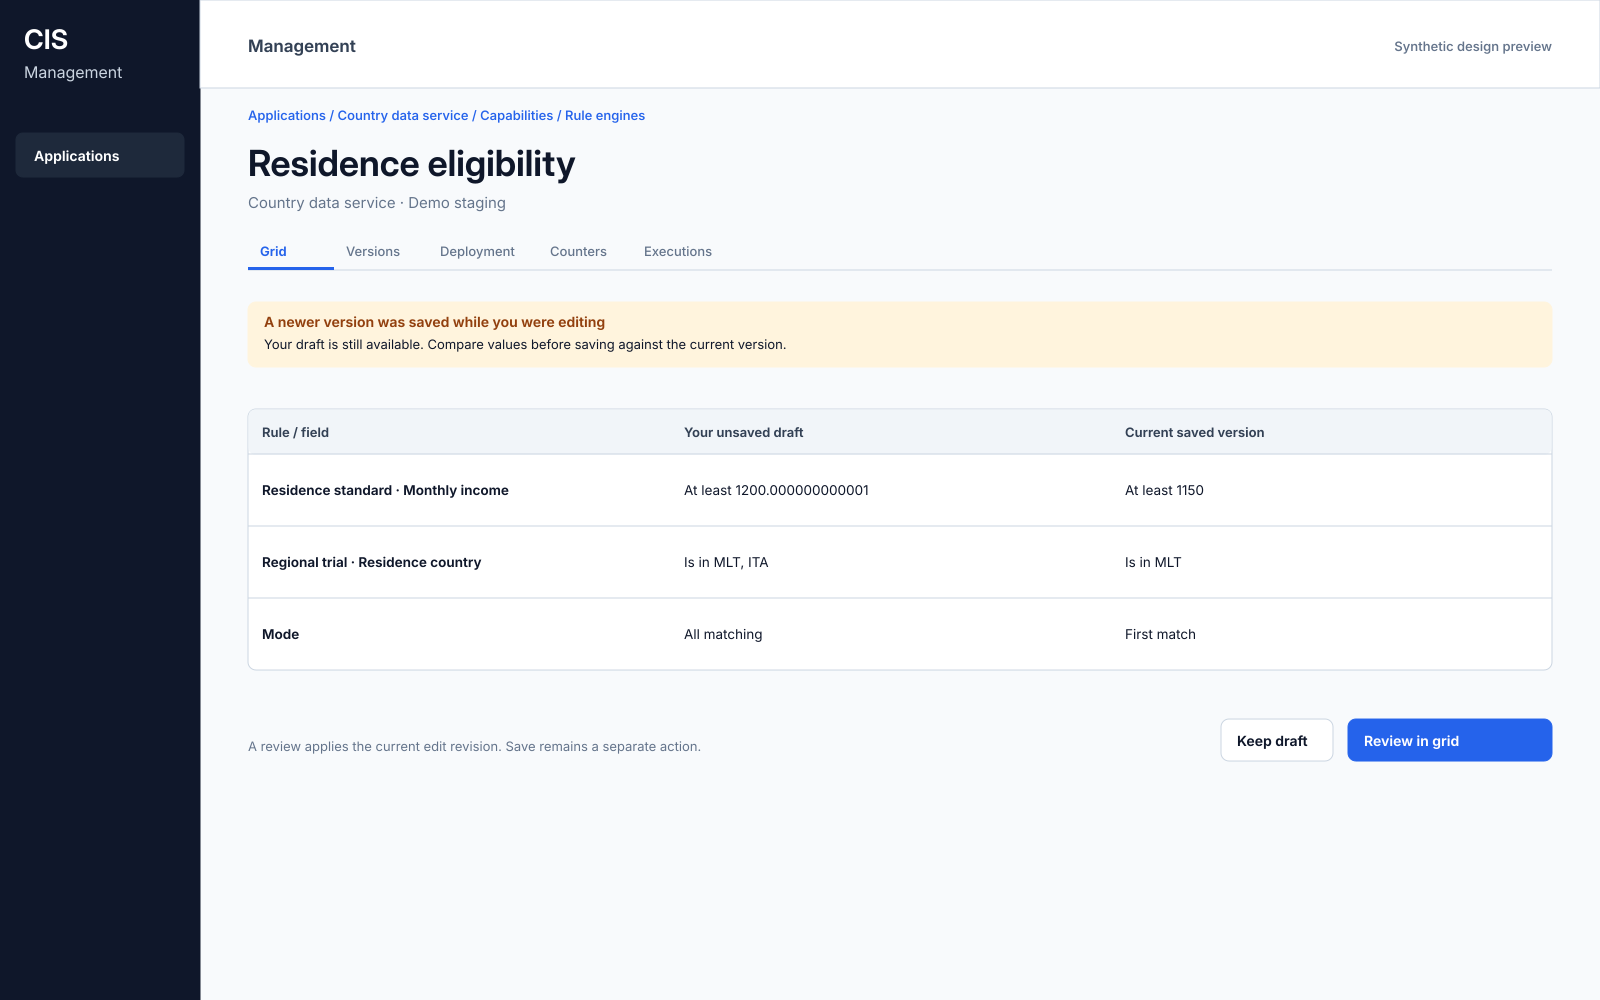 CIS
Management
Applications
Management
Synthetic design preview
Applications / Country data service / Capabilities / Rule engines
Residence eligibility
Country data service · Demo staging
Grid Versions Deployment Counters Executions
A newer version was saved while you were editing
Your draft is still available. Compare values before saving against the current version.
Rule / field Your unsaved draft Current saved version
Residence standard · Monthly income At least 1200.000000000001 At least 1150
Regional trial · Residence country Is in MLT, ITA Is in MLT
Mode All matching First match
A review applies the current edit revision. Save remains a separate action.
Keep draft Review in grid